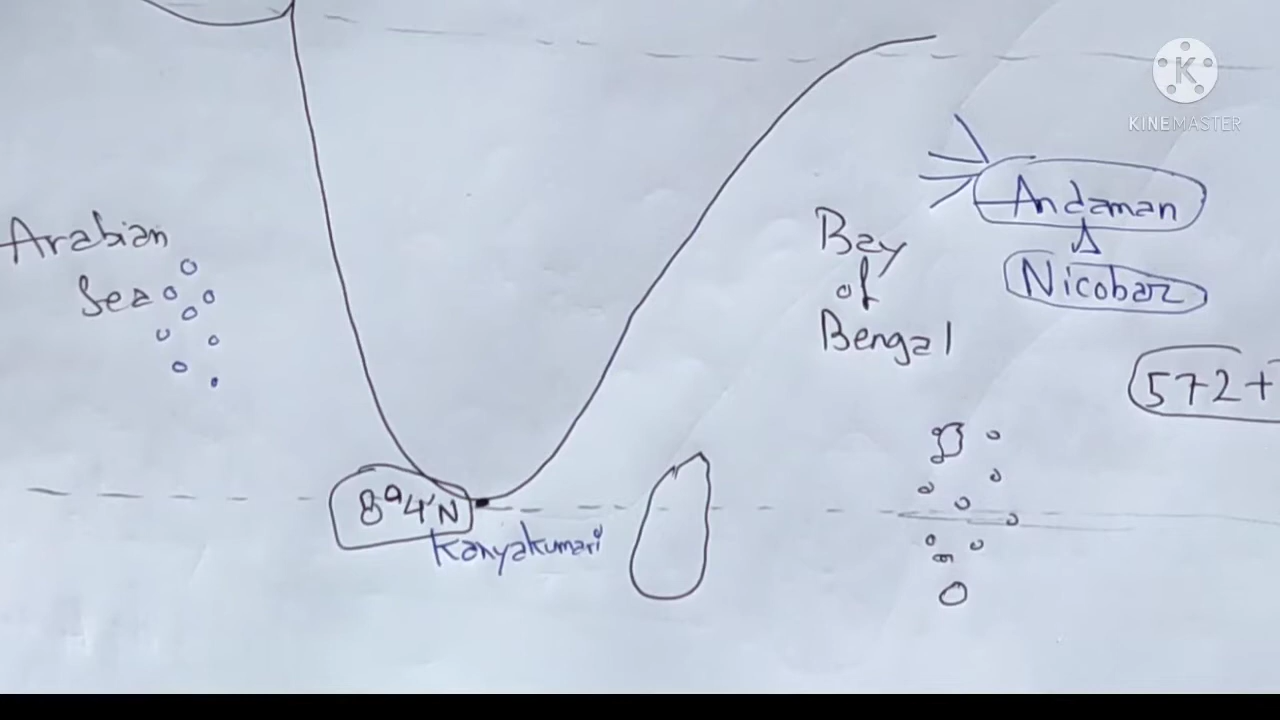 KINEMASTER
Arabian
Sea
Bay
of
Bengal
Andaman
&
Nicobar
572+
8°4'N
Kanyakumari